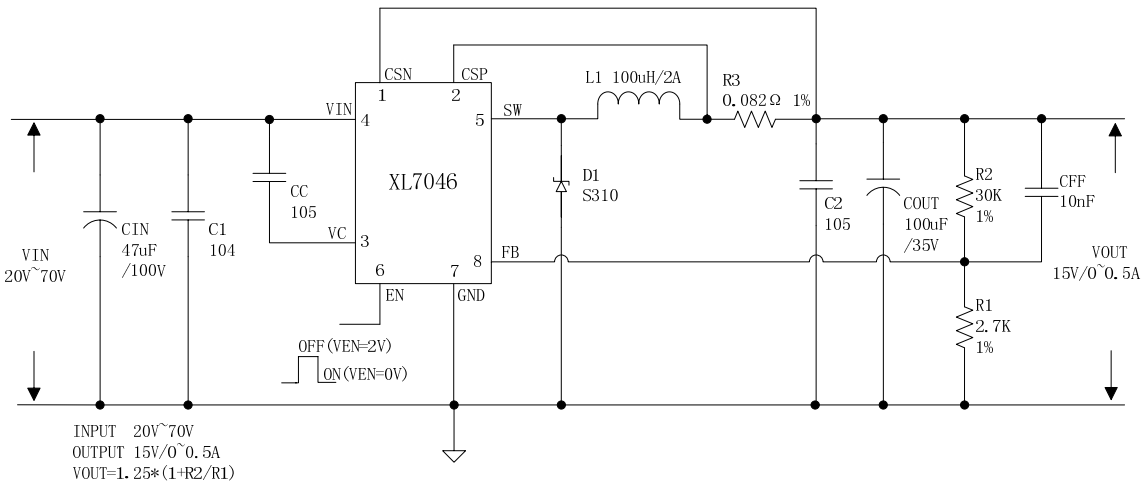 CSN
CSP
1
2
L1 100uH/2A
R3
0.082Ω 1%
VIN
4
5
SW
XL7046
CC
105
D1
S310
CIN
47uF
/100V
C1
104
VC
3
C2
105
COUT
100uF
/35V
R2
30K
1%
CFF
10nF
VIN
20V~70V
8
FB
6
7
EN
GND
VOUT
15V/0~0.5A
R1
2.7K
1%
OFF(VEN=2V)
ON(VEN=0V)
INPUT 20V~70V
OUTPUT 15V/0~0.5A
VOUT=1.25*(1+R2/R1)